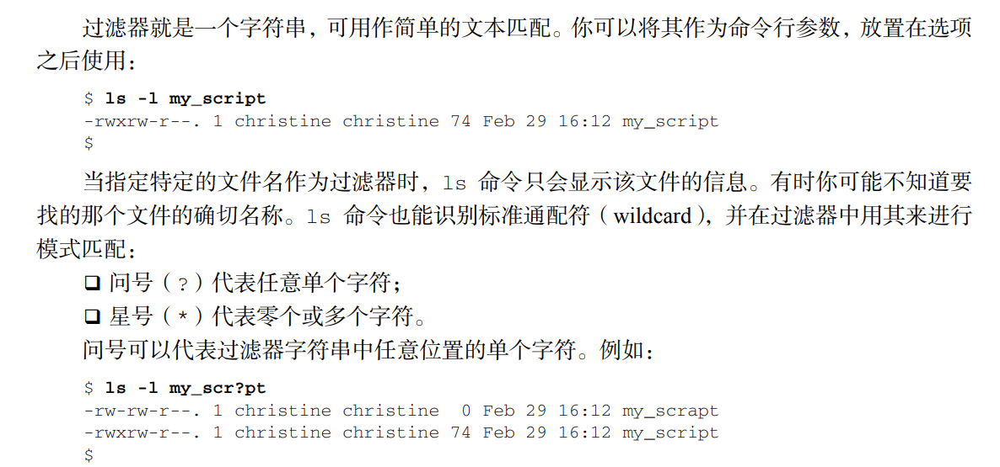 过滤器就是一个字符串，可用作简单的文本匹配。你可以将其作为命令行参数，放置在选项
之后使用：
$ ls -l my_script
-rwxrw-r--. 1 christine christine 74 Feb 29 16:12 my_script
$
当指定特定的文件名作为过滤器时，ls 命令只会显示该文件的信息。有时你可能不知道要
找的那个文件的确切名称。ls 命令也能识别标准通配符（wildcard），并在过滤器中用其来进行
模式匹配：
❑ 问号（?）代表任意单个字符；
❑ 星号（*）代表零个或多个字符。
问号可以代表过滤器字符串中任意位置的单个字符。例如：
$ ls -l my_scr?pt
-rw-rw-r--. 1 christine christine  0 Feb 29 16:12 my_scrapt
-rwxrw-r--. 1 christine christine 74 Feb 29 16:12 my_script
$